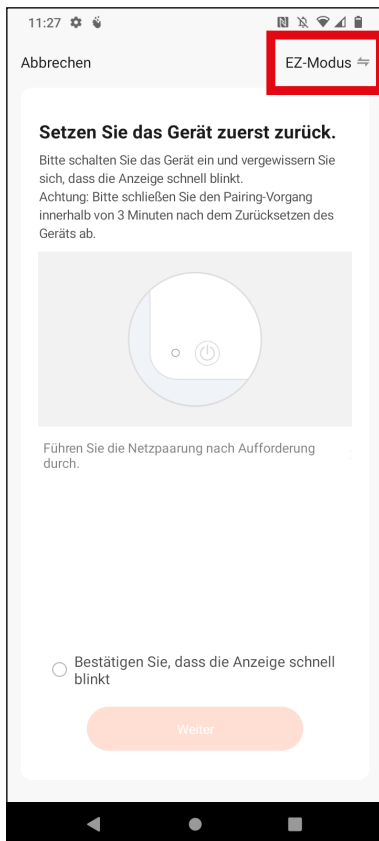 11:27
Abbrechen
EZ-Modus
Setzen Sie das Gerät zuerst zurück.
Bitte schalten Sie das Gerät ein und vergewissern Sie
sich, dass die Anzeige schnell blinkt.
Achtung: Bitte schließen Sie den Pairing-Vorgang
innerhalb von 3 Minuten nach dem Zurücksetzen des
Geräts ab.
Führen Sie die Netzpaarung nach Aufforderung
durch.
Bestätigen Sie, dass die Anzeige schnell
blinkt
Weiter